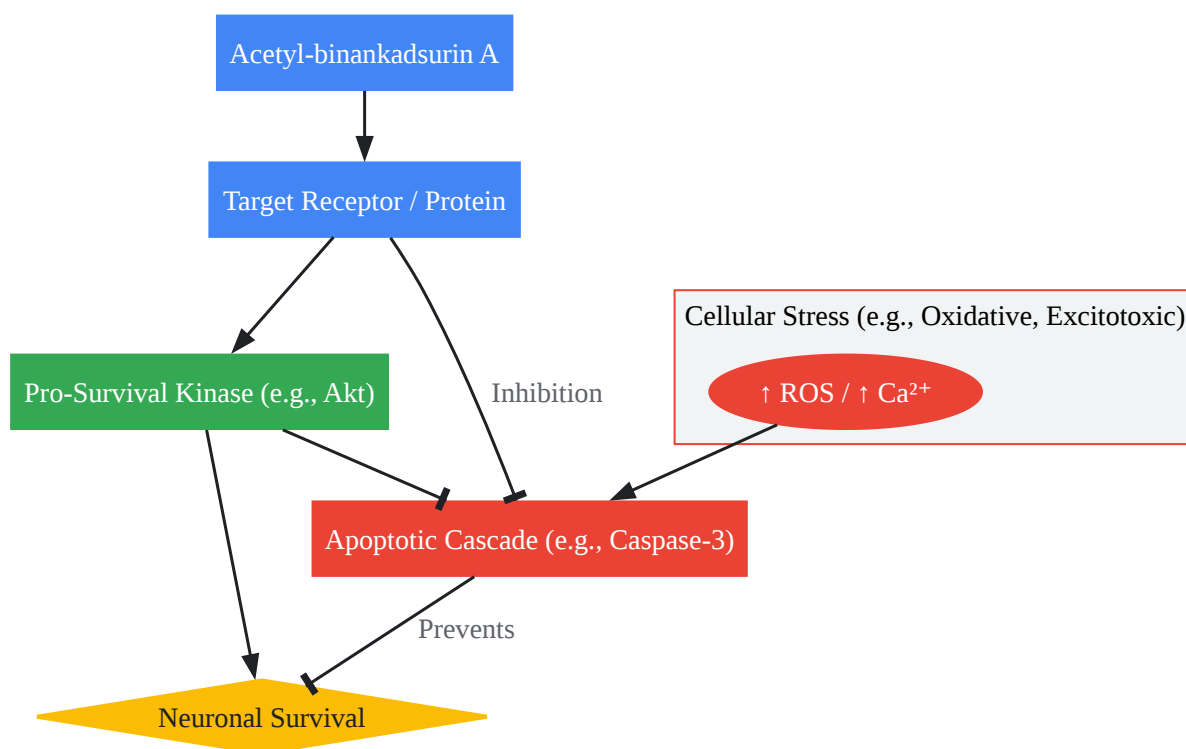 Acetyl-binankadsurin A
Target Receptor / Protein
Cellular Stress (e.g., Oxidative, Excitotoxic)
Pro-Survival Kinase (e.g., Akt)
Inhibition
↑ ROS / ↑ Ca²⁺
Apoptotic Cascade (e.g., Caspase-3)
Prevents
Neuronal Survival